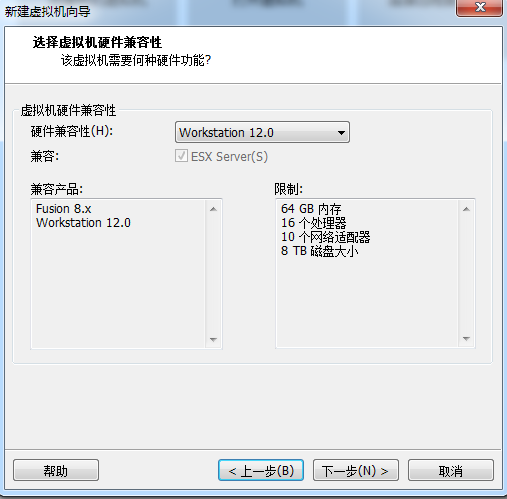 新建虚拟机向导
选择虚拟机硬件兼容性
该虚拟机需要何种硬件功能?
虚拟机硬件兼容性
硬件兼容性(H): Workstation 12.0
兼容: ESX Server(S)
兼容产品:
Fusion 8.x
Workstation 12.0
限制:
64 GB 内存
16 个处理器
10 个网络适配器
8 TB 磁盘大小
帮助 < 上一步(B) 下一步(N) > 取消